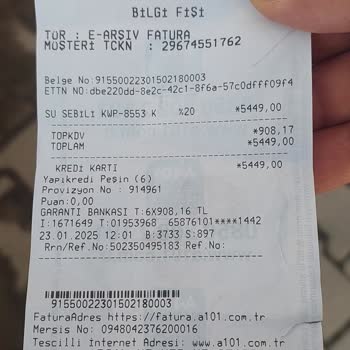 BİLGİ FİŞİ
TÜR : E-ARŞİV FATURA
MÜŞTERİ TCKN : 29674551762
Belge No:9155002230150218​0003
ETTN NO:dbe220dd-8e2c-42c1-8f6a-57c0dfff09f4
SU SEBİLİ KWP-8553 K %20 *5449,00
TOPKDV *908,17
TOPLAM *5449,00
KREDİ KARTI *5449,00
Yapıkredi Peşin (6)
Provizyon No : 914961
Puan:0,00
GARANTI BANKASI T:6X908,16 TL
I:1671649 T:01953968 65876101****1442
23.01.2025 12:01 B:3733 S:897
Rrn/Ref.No:502350495183 Ref.No:
91550022301502180003
FaturaAdres https://fatura.a101.com.tr
Mersis No: 0948042376200016
Tescilli Internet Adresi: www.a101.com.tr